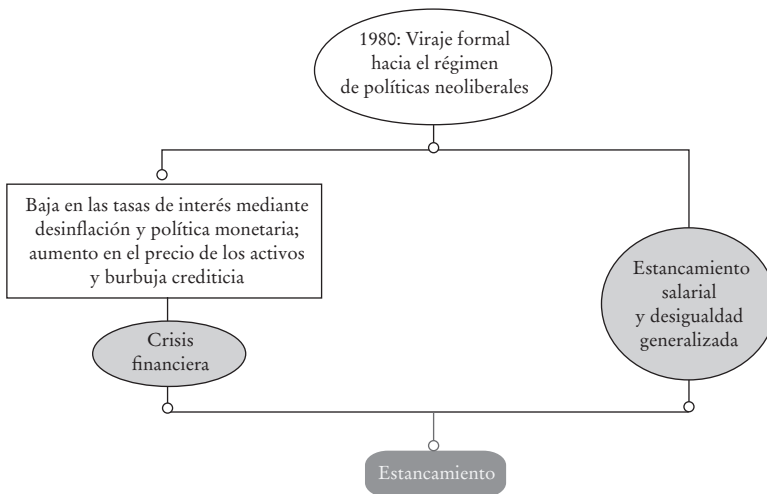 1980: Viraje formal
hacia el régimen
de políticas neoliberales
Baja en las tasas de interés mediante
desinflación y política monetaria;
aumento en el precio de los activos
y burbuja crediticia
Estancamiento
salarial
y desigualdad
generalizada
Crisis
financiera
Estancamiento